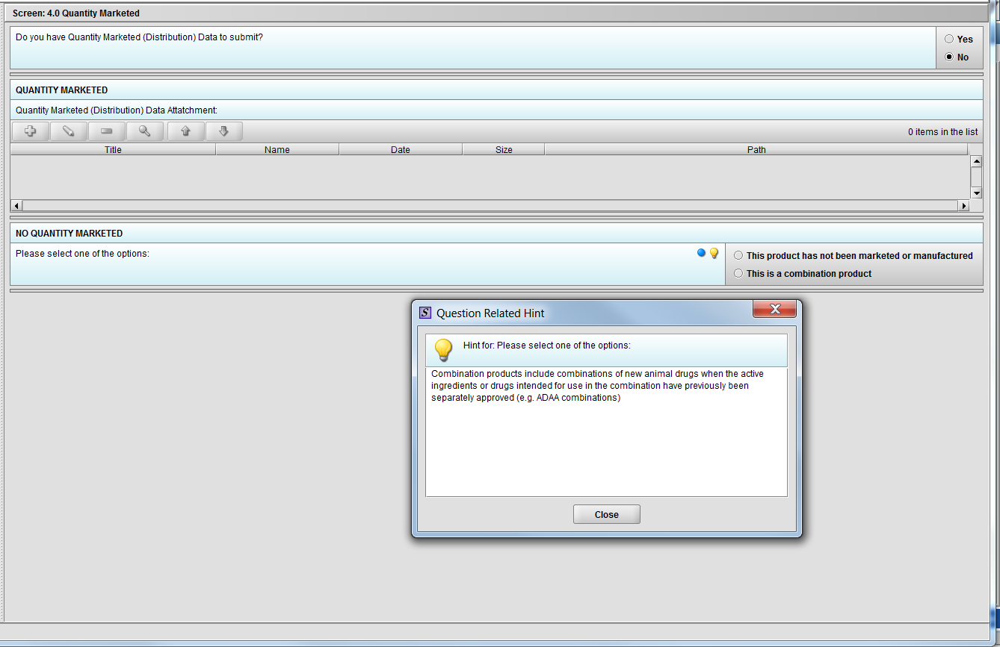 Screen: 4.0 Quantity Marketed
Do you have Quantity Marketed (Distribution) Data to submit?
Yes
No
QUANTITY MARKETED
Quantity Marketed (Distribution) Data Attatchment:
0 items in the list
Title Name Date Size Path
NO QUANTITY MARKETED
Please select one of the options:
This product has not been marketed or manufactured
This is a combination product
S Question Related Hint
Hint for: Please select one of the options:
Combination products include combinations of new animal drugs when the active
ingredients or drugs intended for use in the combination have previously been
separately approved (e.g. ADAA combinations)
Close